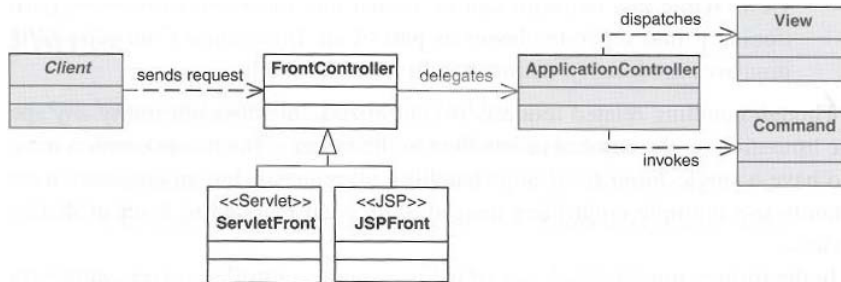 dispatches
View
Client
sends request
FrontController
delegates
ApplicationController
Command
invokes
<<Servlet>>
ServletFront
<<JSP>>
JSPFront